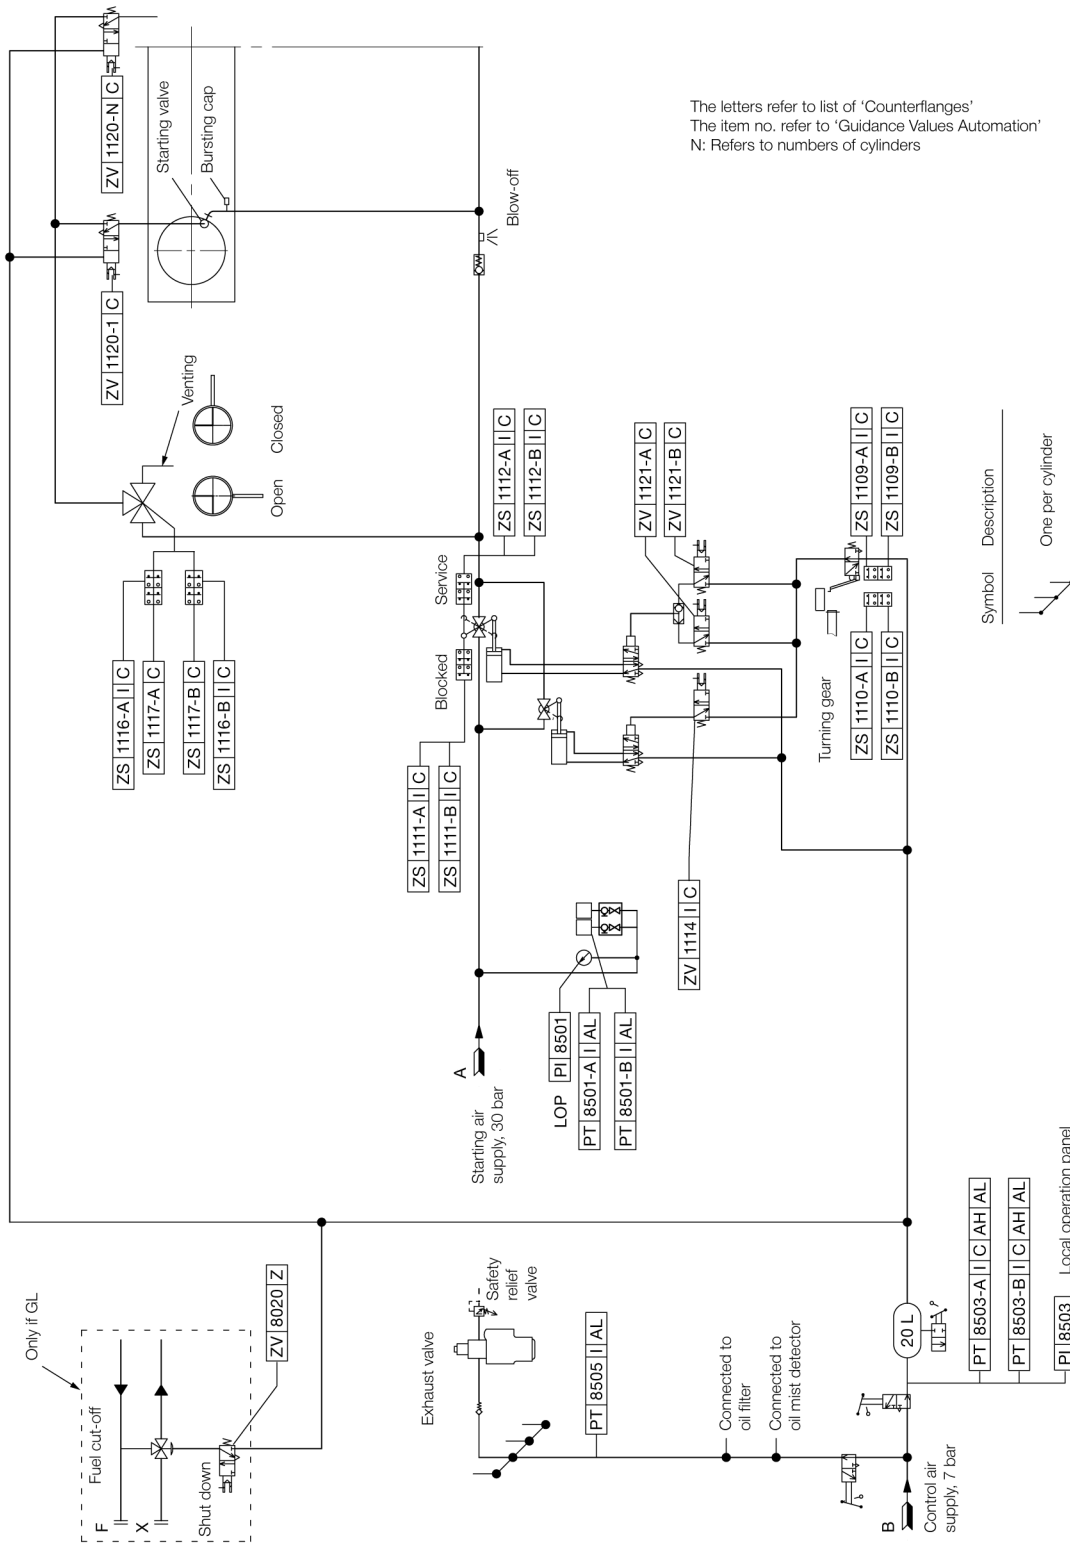 Only if GL
Fuel cut-off
F
X
Shut down
ZV 8020 Z
ZS 1116-A I C
ZS 1117-A C
ZS 1117-B C
ZS 1116-B I C
Venting
Open
Closed
ZV 1120-1 C
ZV 1120-N C
Starting valve
Bursting cap
Blow-off
The letters refer to list of ‘Counterflanges’
The item no. refer to ‘Guidance Values Automation’
N: Refers to numbers of cylinders
Exhaust valve
Safety
relief
valve
PT 8505 I AL
Connected to
oil filter
Connected to
oil mist detector
B
Control air
supply, 7 bar
20 L
PT 8503-A I C AH AL
PT 8503-B I C AH AL
PI 8503
Local operation panel
A
Starting air
supply, 30 bar
LOP
PI 8501
PT 8501-A I AL
PT 8501-B I AL
ZS 1111-A I C
ZS 1111-B I C
Blocked
Service
ZS 1112-A I C
ZS 1112-B I C
ZV 1114 I C
ZV 1121-A C
ZV 1121-B C
Turning gear
ZS 1110-A I C
ZS 1110-B I C
ZS 1109-A I C
ZS 1109-B I C
Symbol Description
One per cylinder